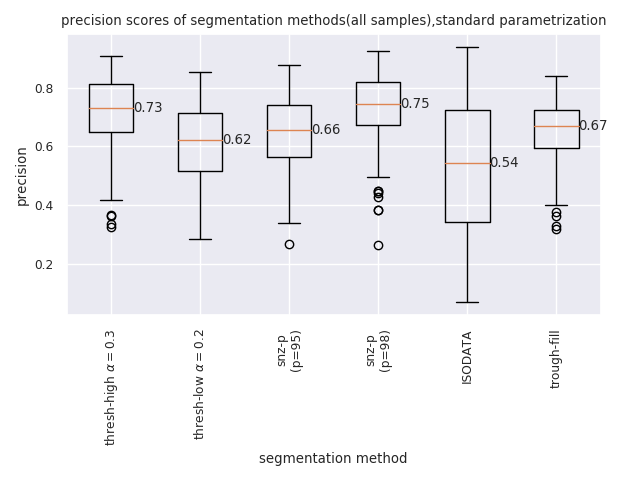 precision scores of segmentation methods(all samples),standard parametrization
precision
0.8
0.6
0.4
0.2
0.73
0.62
0.66
0.75
0.54
0.67
thresh-high α = 0.3
thresh-low α = 0.2
snz-p
(p=95)
snz-p
(p=98)
ISODATA
trough-fill
segmentation method